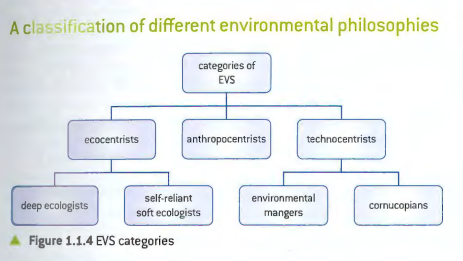 A classification of different environmental philosophies
categories of
EVS
ecocentrists
anthropocentrists
technocentrists
deep ecologists
self-reliant
soft ecologists
environmental
mangers
cornucopians
Figure 1.1.4 EVS categories